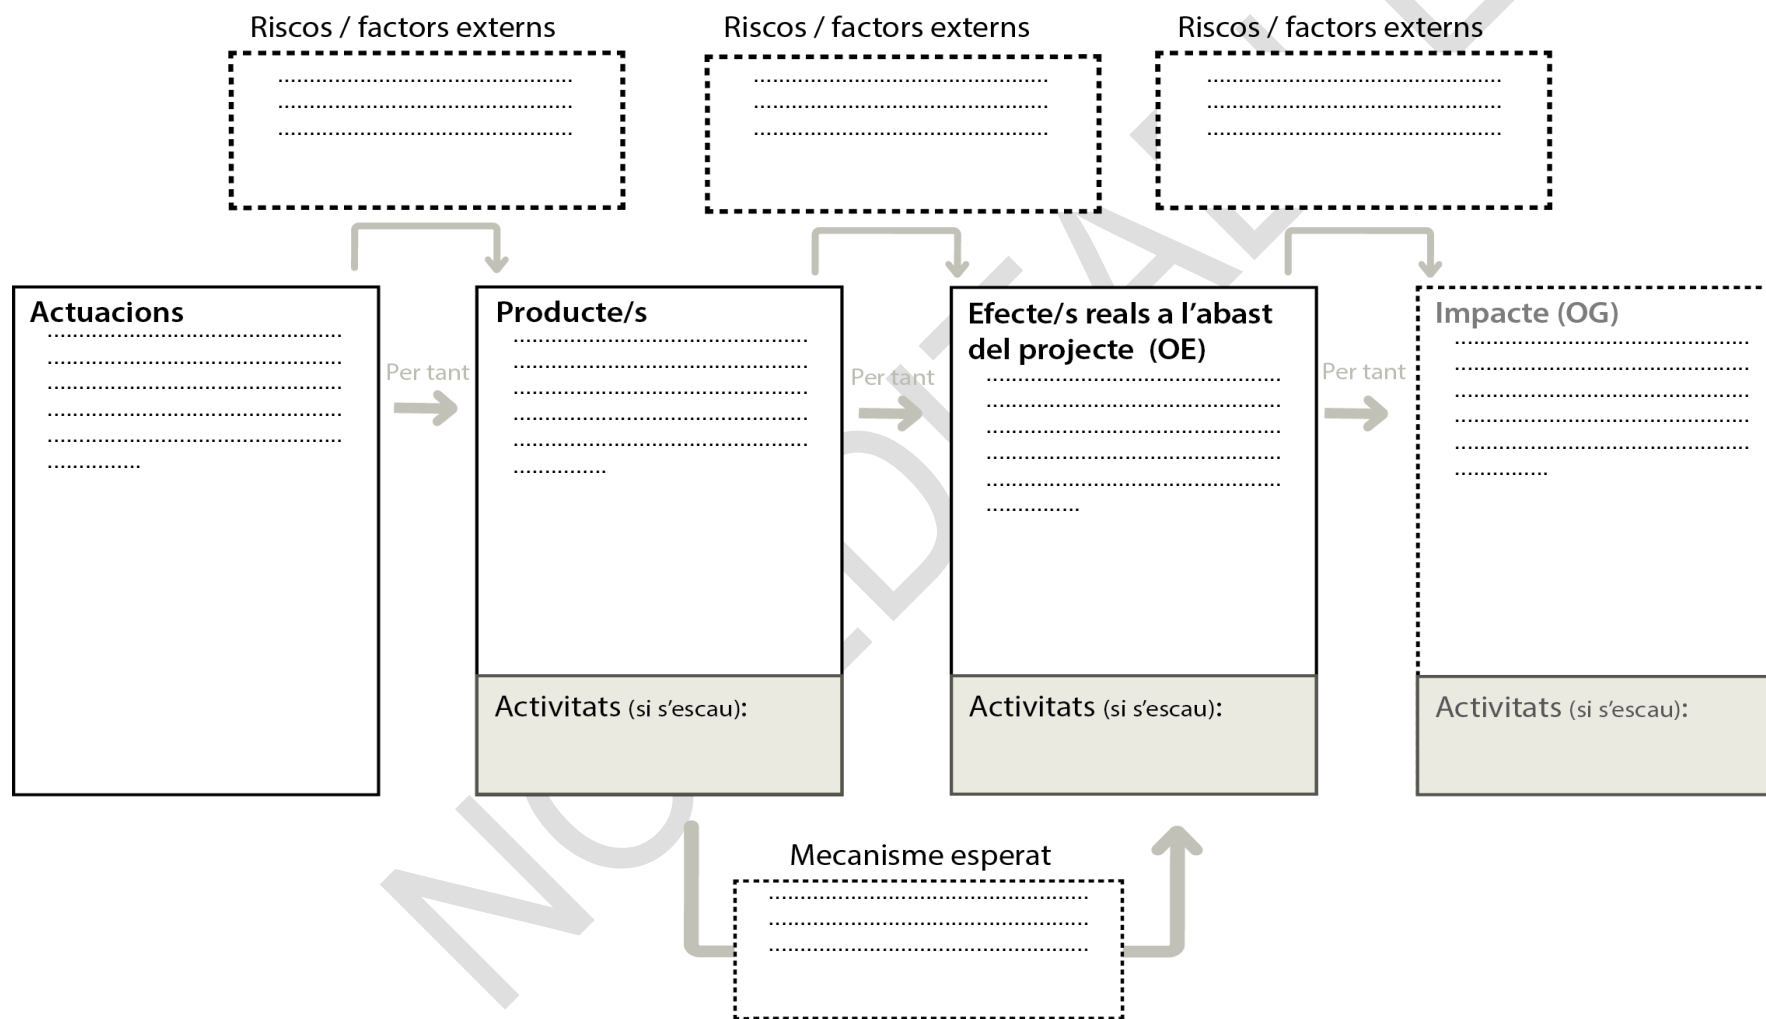 Riscos / factors externs
Riscos / factors externs
Riscos / factors externs
Actuacions
Per tant
Producte/s
Activitats (si s'escau):
Per tant
Efecte/s reals a l'abast
del projecte (OE)
Activitats (si s'escau):
Per tant
Impacte (OG)
Activitats (si s'escau):
Mecanisme esperat